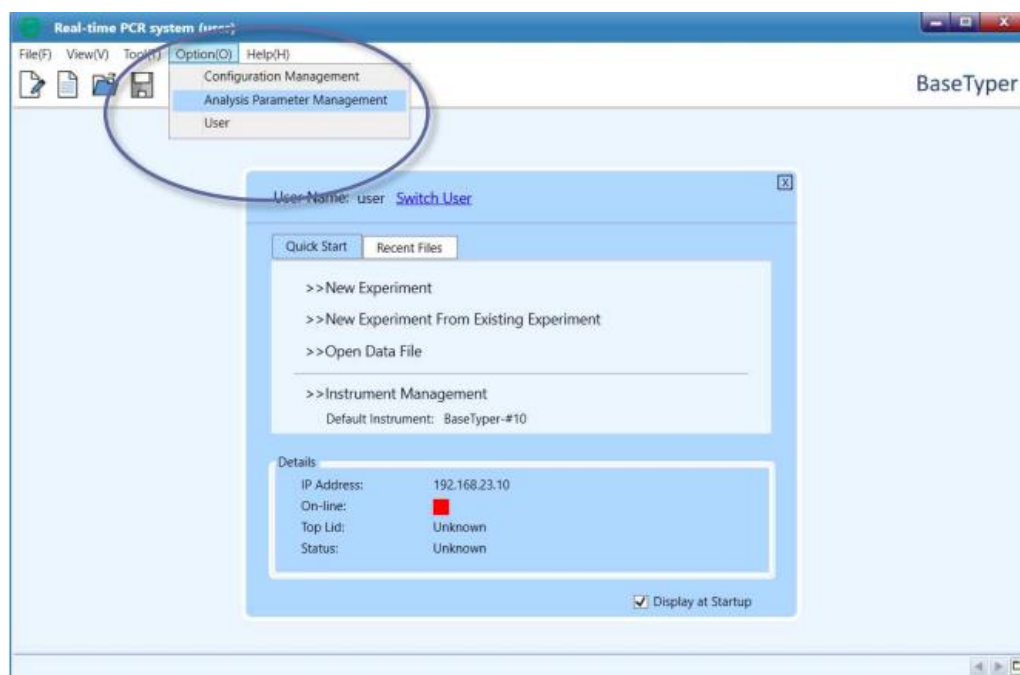 Real-time PCR system (user)
File(F) View(V) Tool(T) Option(O) Help(H)
Configuration Management
Analysis Parameter Management
User
BaseTyper
User Name: user Switch User
X
Quick Start Recent Files
>>New Experiment
>>New Experiment From Existing Experiment
>>Open Data File
>>Instrument Management
Default Instrument: BaseTyper-#10
Details
IP Address: 192.168.23.10
On-line:
Top Lid: Unknown
Status: Unknown
Display at Startup